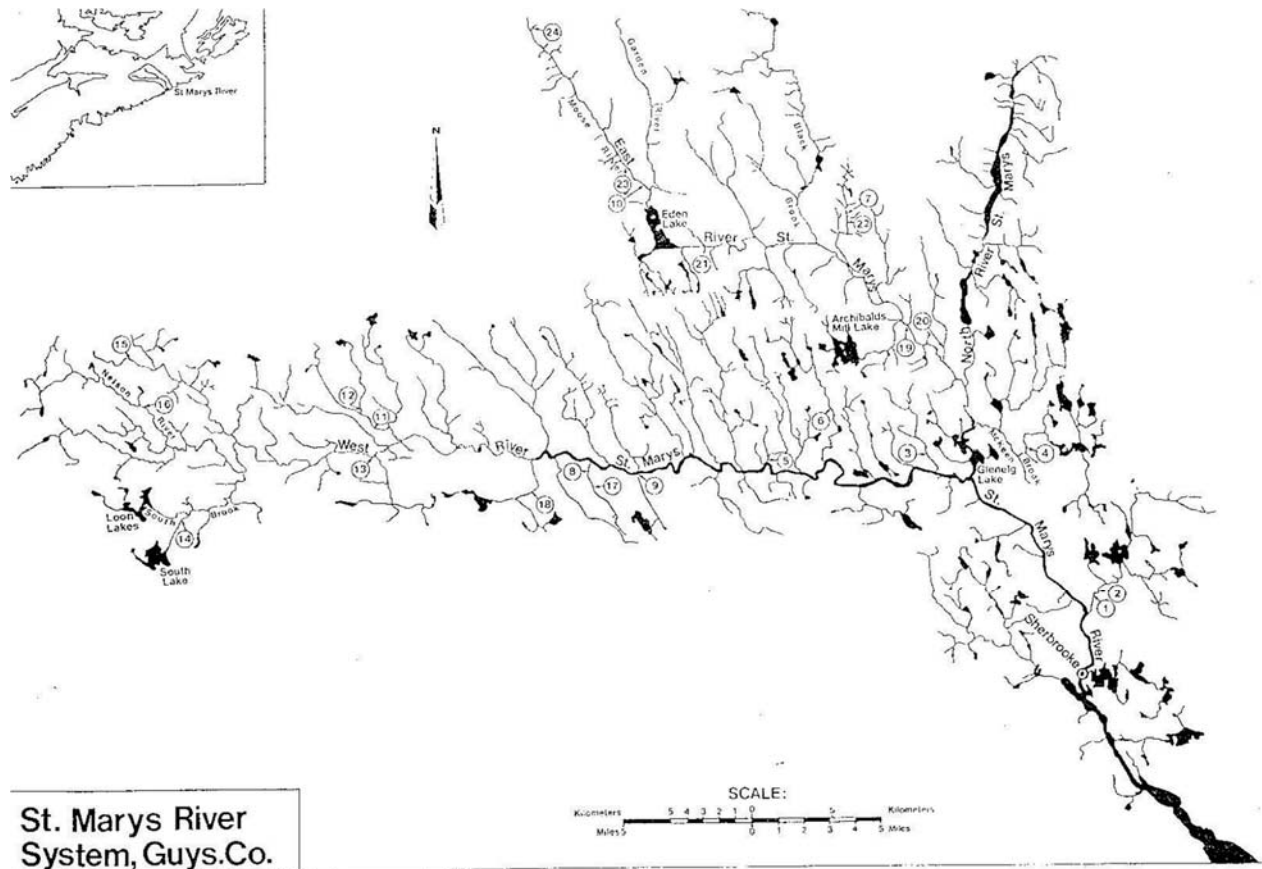 St Marys River
N
24
Garden
River
Moose
River
East
23
10
Eden
Lake
River St. Marys
21
Black
Brook
7
22
North River St. Marys
Archibalds
Mill Lake
20
19
15
Nelson
River
16
12
11
West River St. Marys
13
6
5
3
4
8
17
9
18
Glenelg
Lake
McKeen Brook
Loon
Lakes
South Brook
14
South
Lake
St. Marys River
2
1
Sherbrooke
SCALE:
Kilometers 5 4 3 2 1 0 5 Kilometers
Miles 5 0 1 2 3 4 5 Miles
St. Marys River
System, Guys.Co.